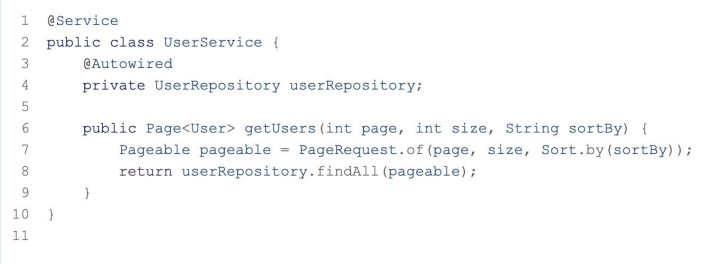 1 @Service
2 public class UserService {
3     @Autowired
4     private UserRepository userRepository;
5
6     public Page<User> getUsers(int page, int size, String sortBy) {
7         Pageable pageable = PageRequest.of(page, size, Sort.by(sortBy));
8         return userRepository.findAll(pageable);
9     }
10 }
11